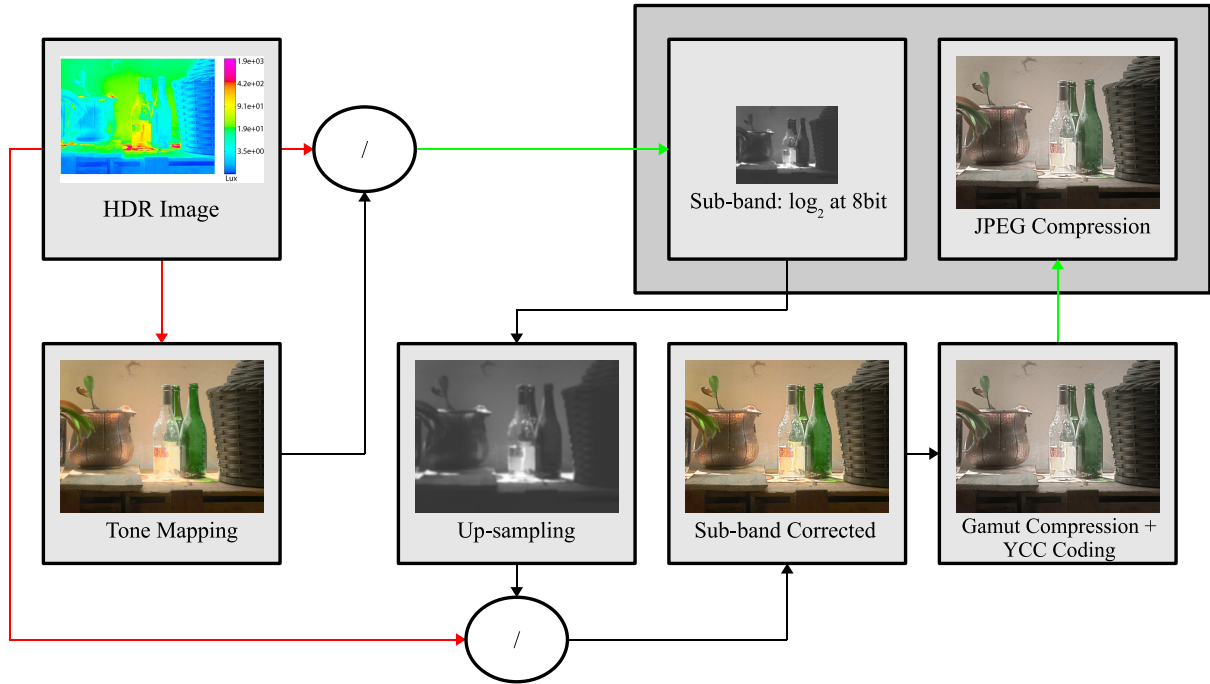 1.9e+03
4.2e+02
9.1e+01
1.9e+01
3.5e+00
Lux
HDR Image
/
Sub-band: log₂ at 8bit
JPEG Compression
Tone Mapping
Up-sampling
Sub-band Corrected
Gamut Compression +
YCC Coding
/